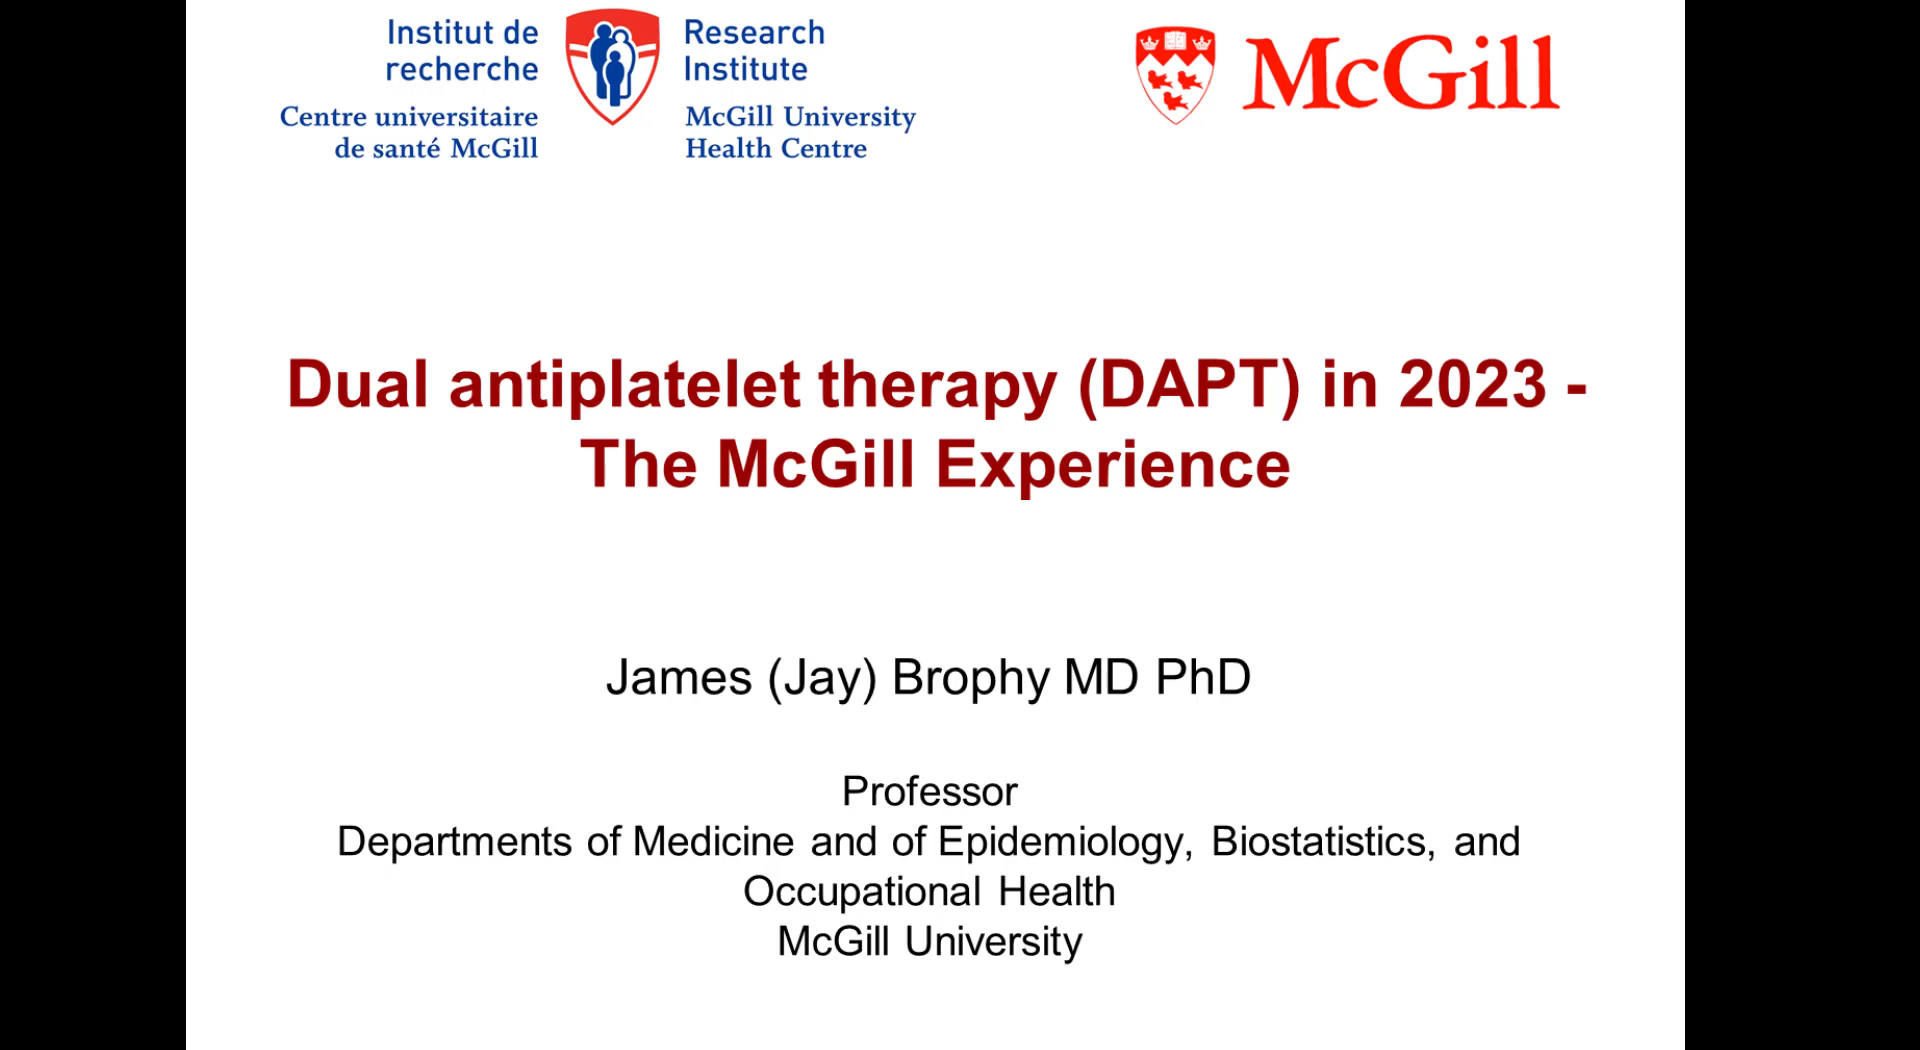 Institut de
recherche
Centre universitaire
de santé McGill
Research
Institute
McGill University
Health Centre
McGill
Dual antiplatelet therapy (DAPT) in 2023 -
The McGill Experience
James (Jay) Brophy MD PhD
Professor
Departments of Medicine and of Epidemiology, Biostatistics, and
Occupational Health
McGill University